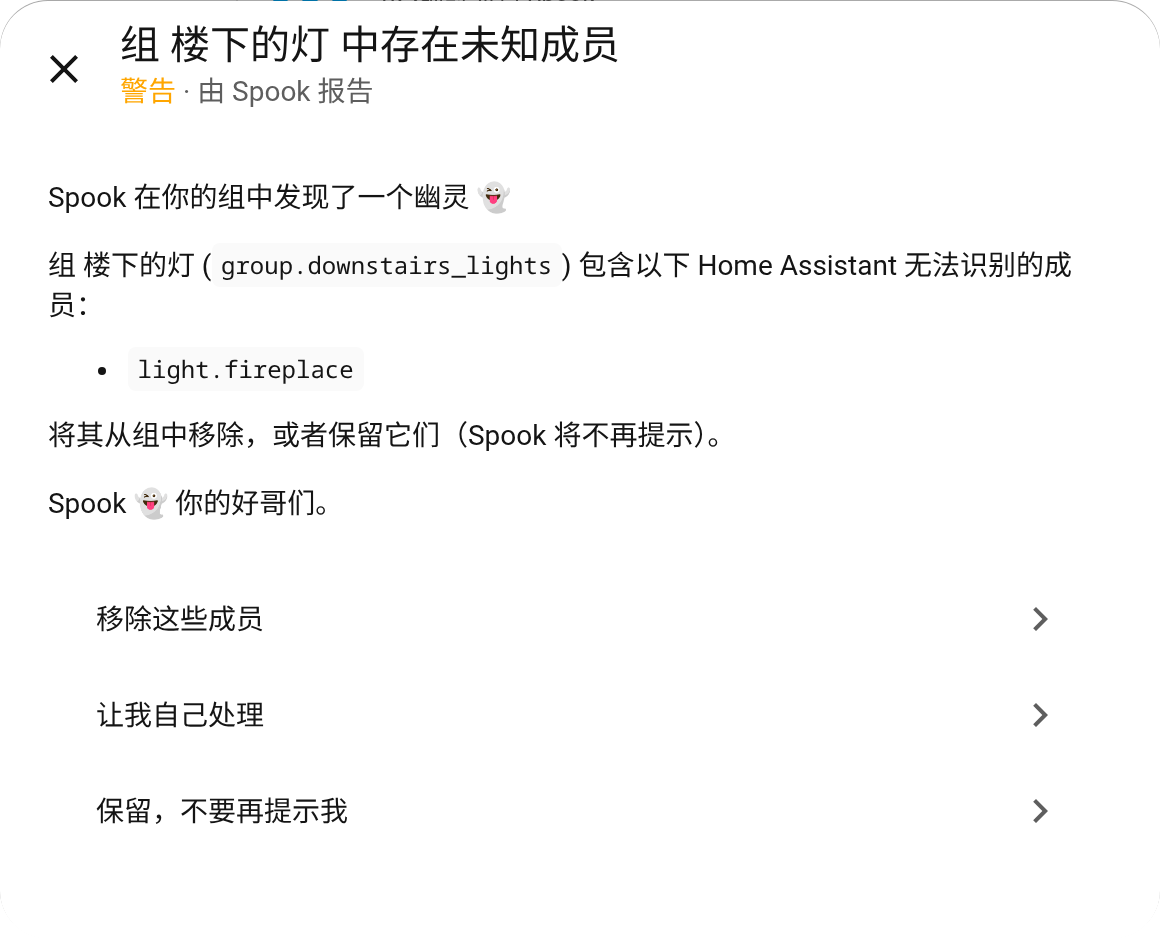 组 楼下的灯 中存在未知成员
警告 · 由 Spook 报告
Spook 在你的组中发现了一个幽灵 👻
组 楼下的灯 (group.downstairs_lights) 包含以下 Home Assistant 无法识别的成
员：
• light.fireplace
将其从组中移除，或者保留它们（Spook 将不再提示）。
Spook 👻 你的好哥们。
移除这些成员
让我自己处理
保留，不要再提示我